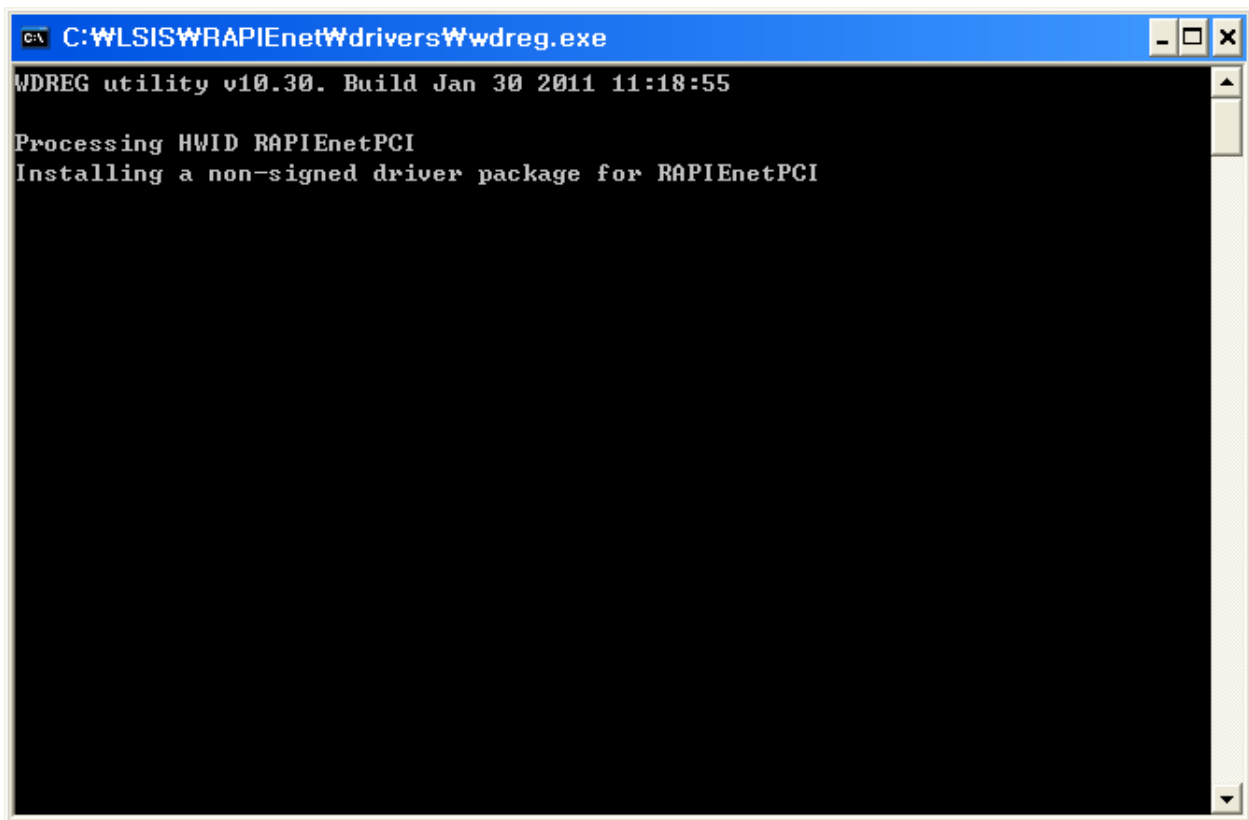 C:\ C:₩LSIS₩RAPIEnet₩drivers₩wdreg.exe
WDREG utility v10.30. Build Jan 30 2011 11:18:55
Processing HWID RAPIEnetPCI
Installing a non-signed driver package for RAPIEnetPCI